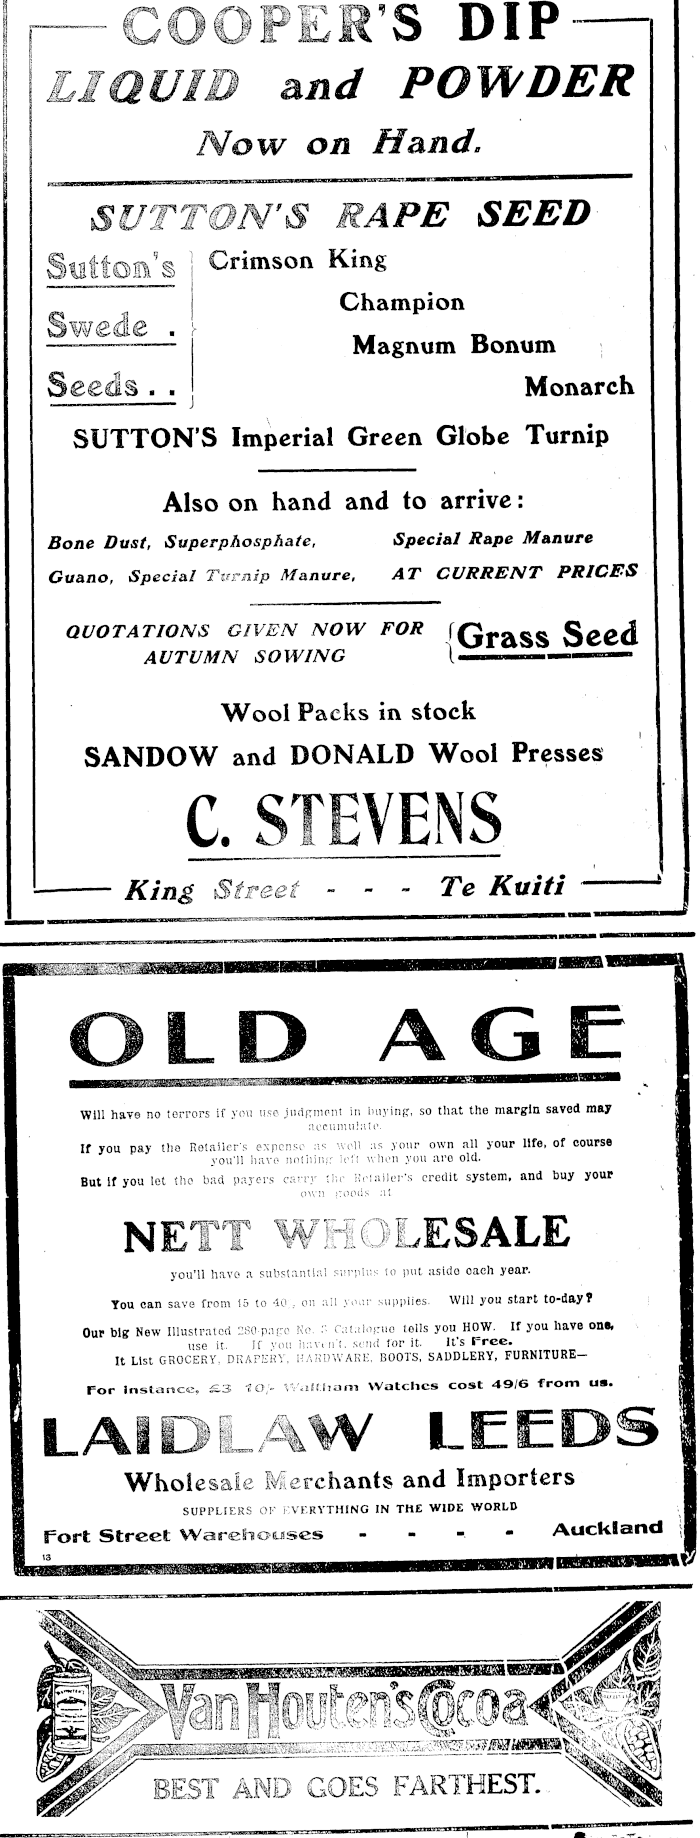 COOPER'S DIP
LIQUID and POWDER
Now on Hand.
SUTTON'S RAPE SEED
Sutton's
Swede .
Seeds . .
Crimson King
Champion
Magnum Bonum
Monarch
SUTTON'S Imperial Green Globe Turnip
Also on hand and to arrive:
Bone Dust, Superphosphate,
Guano, Special Turnip Manure,
Special Rape Manure
AT CURRENT PRICES
QUOTATIONS GIVEN NOW FOR
AUTUMN SOWING
Grass Seed
Wool Packs in stock
SANDOW and DONALD Wool Presses
C. STEVENS
King Street - - - Te Kuiti
OLD AGE
Will have no terrors if you use judgment in buying, so that the margin saved may
accumulate.
If you pay the Retailer's expense as well as your own all your life, of course
you'll have nothing left when you are old.
But if you let the bad payers carry the Retailer's credit system, and buy your
own goods at
NETT WHOLESALE
you'll have a substantial surplus to put aside each year.
You can save from 15 to 40 , on all your supplies. Will you start to-day?
Our big New Illustrated 280-page No. Catalogue tells you HOW. If you have one,
use it. If you haven't, send for it. It's Free.
It List GROCERY, DRAPERY, HARDWARE, BOOTS, SADDLERY, FURNITURE—
For instance, £3 10/- Waltham Watches cost 49/6 from us.
LAIDLAW LEEDS
Wholesale Merchants and Importers
SUPPLIERS OF EVERYTHING IN THE WIDE WORLD
Fort Street Warehouses - - - - Auckland
13
Van Houten's Cocoa
BEST AND GOES FARTHEST.